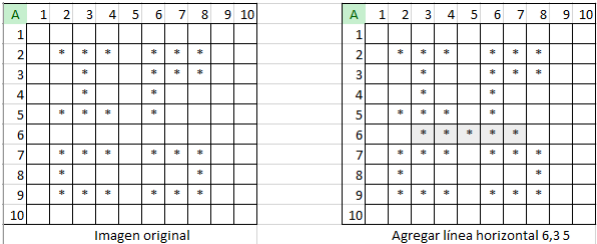 A 1 2 3 4 5 6 7 8 9 10
1
2 * * * * * *
3 * * * *
4 * *
5 * * * *
6
7 * * * * * *
8 * *
9 * * * * * *
10
Imagen original
A 1 2 3 4 5 6 7 8 9 10
1
2 * * * * * *
3 * * * *
4 * *
5 * * * *
6 * * * * *
7 * * * * * *
8 * *
9 * * * * * *
10
Agregar línea horizontal 6,3 5